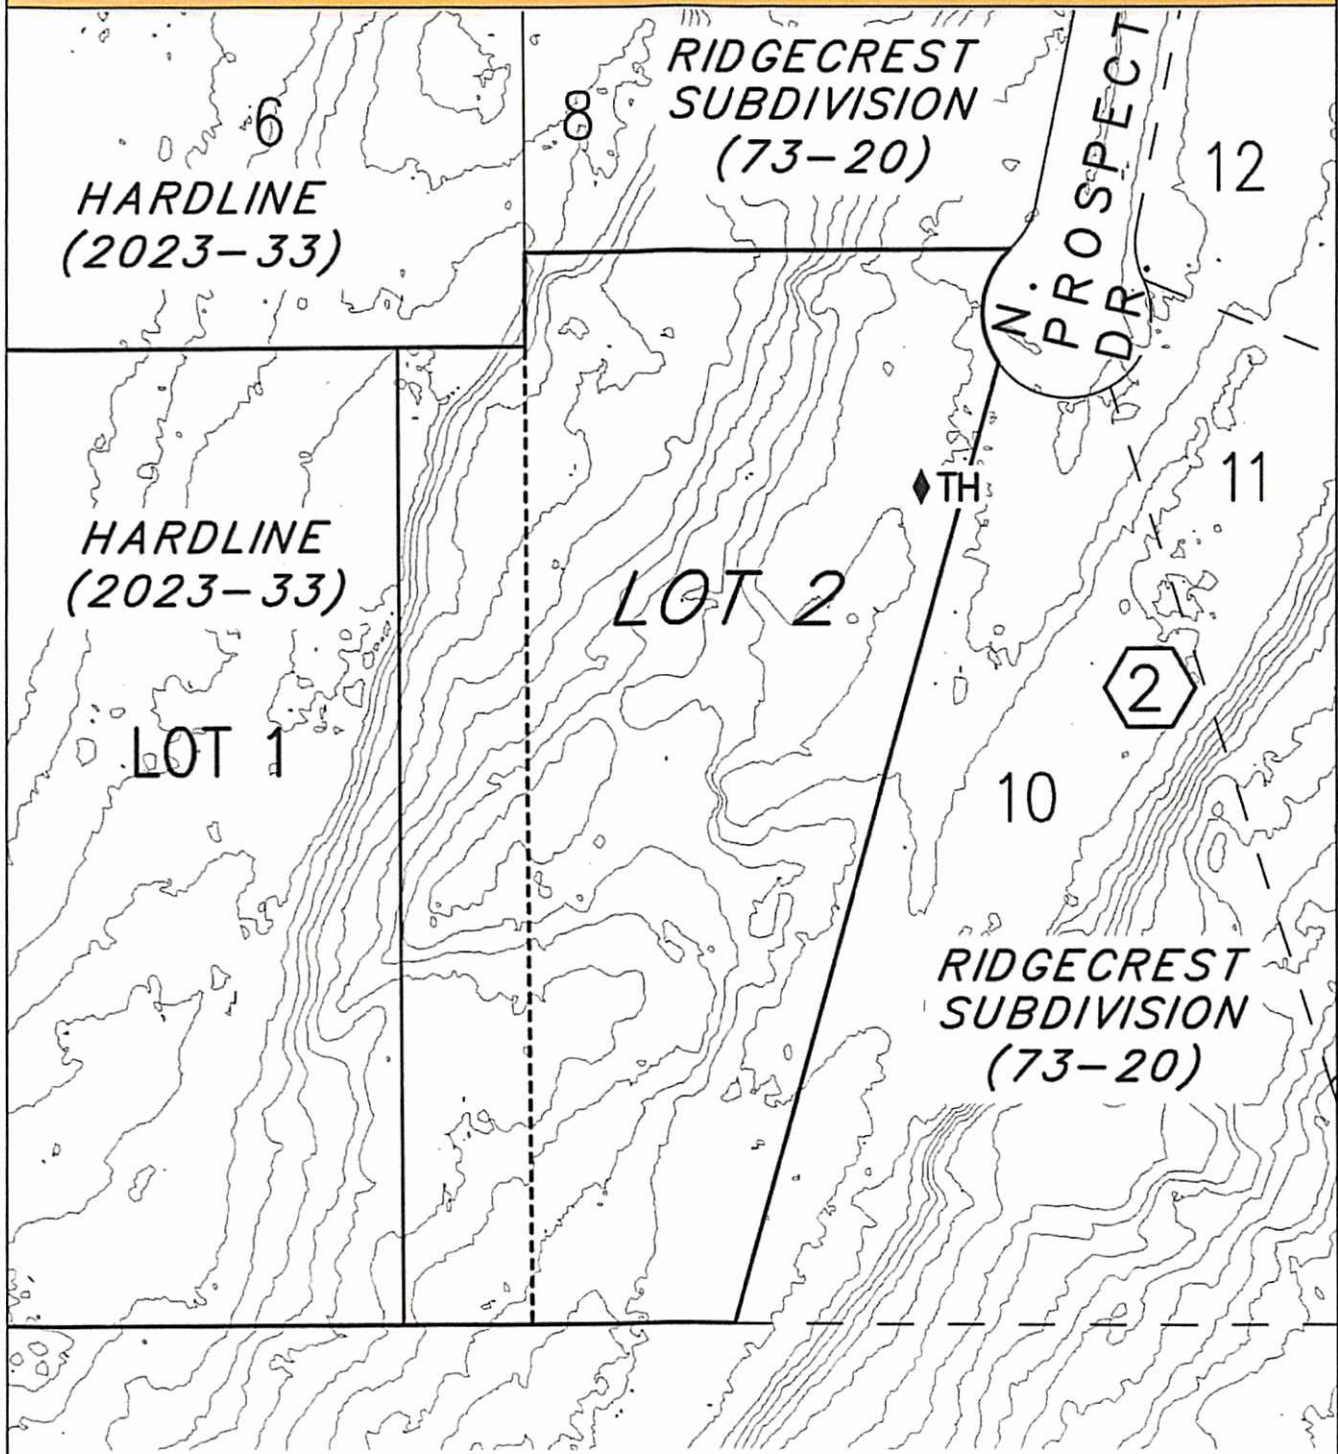 RIDGECREST
SUBDIVISION
(73-20)
6
8
12
HARDLINE
(2023-33)
N. PROSPECT
DR.
11
TH
HARDLINE
(2023-33)
LOT 2
2
LOT 1
10
RIDGECREST
SUBDIVISION
(73-20)